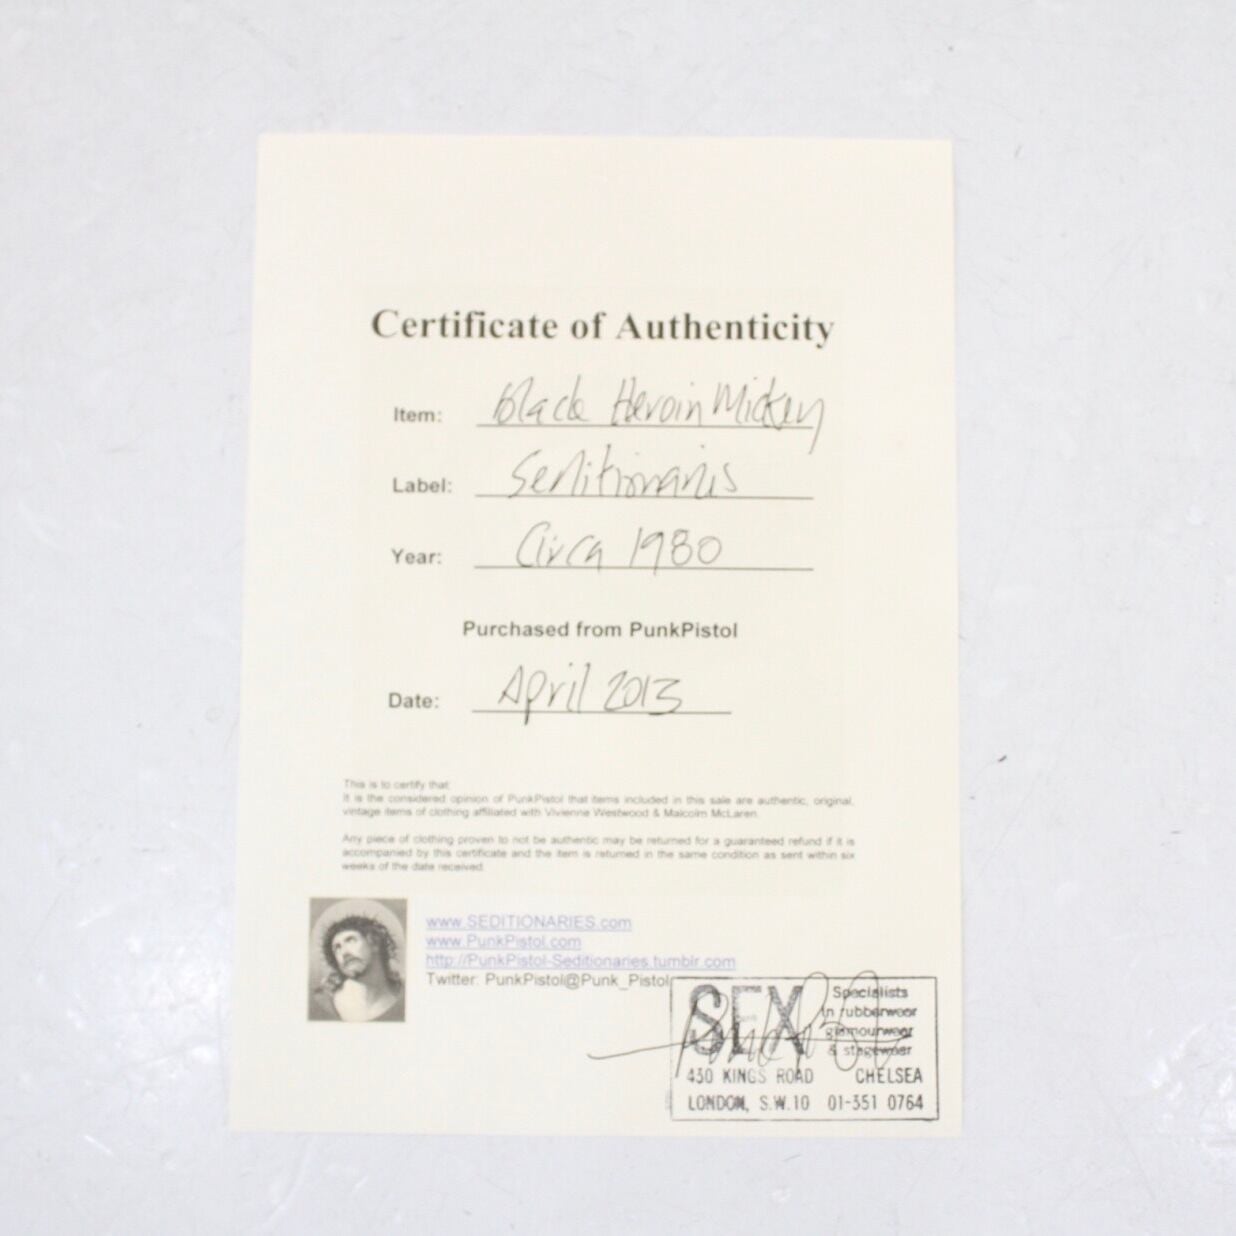 Certificate of Authenticity
Item: black Heroin Mickey
Label: Seditionaries
Year: Circa 1980
Purchased from PunkPistol
Date: April 2013
This is to certify that:
It is the considered opinion of PunkPistol that items included in this sale are authentic, original,
vintage items of clothing affiliated with Vivienne Westwood & Malcolm McLaren.
Any piece of clothing proven to not be authentic may be returned for a guaranteed refund if it is
accompanied by this certificate and the item is returned in the same condition as sent within six
weeks of the date received.
www.SEDITIONARIES.com
www.PunkPistol.com
http://PunkPistol-Seditionaries.tumblr.com
Twitter: PunkPistol@Punk_Pistol
SEX
Specialists
in rubberwear
glamourwear
& stagewear
430 KINGS ROAD CHELSEA
LONDON, S.W.10 01-351 0764